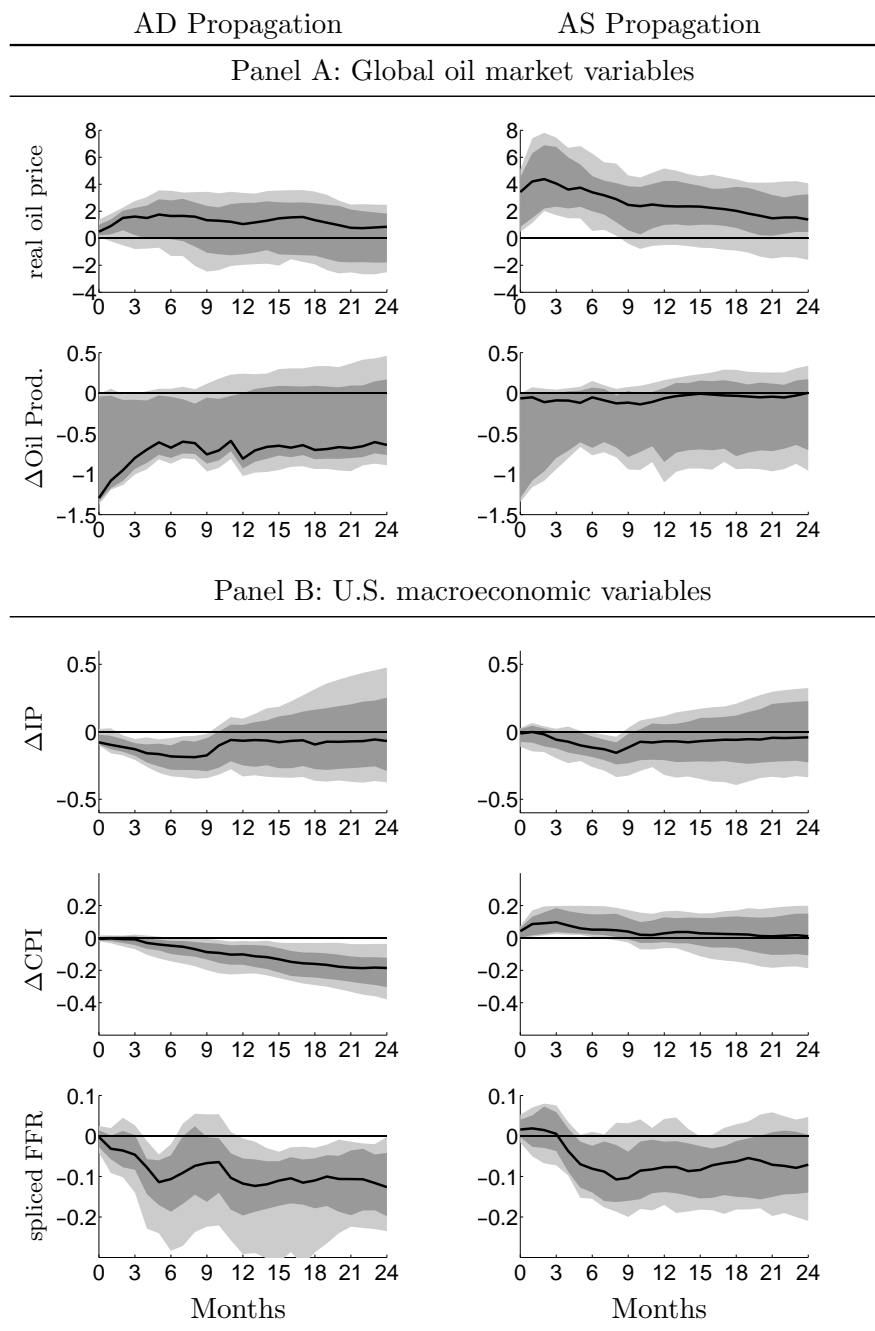 AD Propagation AS Propagation
Panel A: Global oil market variables
real oil price
8
6
4
2
0
−2
−4
0 3 6 9 12 15 18 21 24
8
6
4
2
0
−2
−4
0 3 6 9 12 15 18 21 24
ΔOil Prod.
0.5
0
−0.5
−1
−1.5
0 3 6 9 12 15 18 21 24
0.5
0
−0.5
−1
−1.5
0 3 6 9 12 15 18 21 24
Panel B: U.S. macroeconomic variables
ΔIP
0.5
0
−0.5
0 3 6 9 12 15 18 21 24
0.5
0
−0.5
0 3 6 9 12 15 18 21 24
ΔCPI
0.2
0
−0.2
−0.4
0 3 6 9 12 15 18 21 24
0.2
0
−0.2
−0.4
0 3 6 9 12 15 18 21 24
spliced FFR
0.1
0
−0.1
−0.2
0 3 6 9 12 15 18 21 24
0.1
0
−0.1
−0.2
0 3 6 9 12 15 18 21 24
Months Months